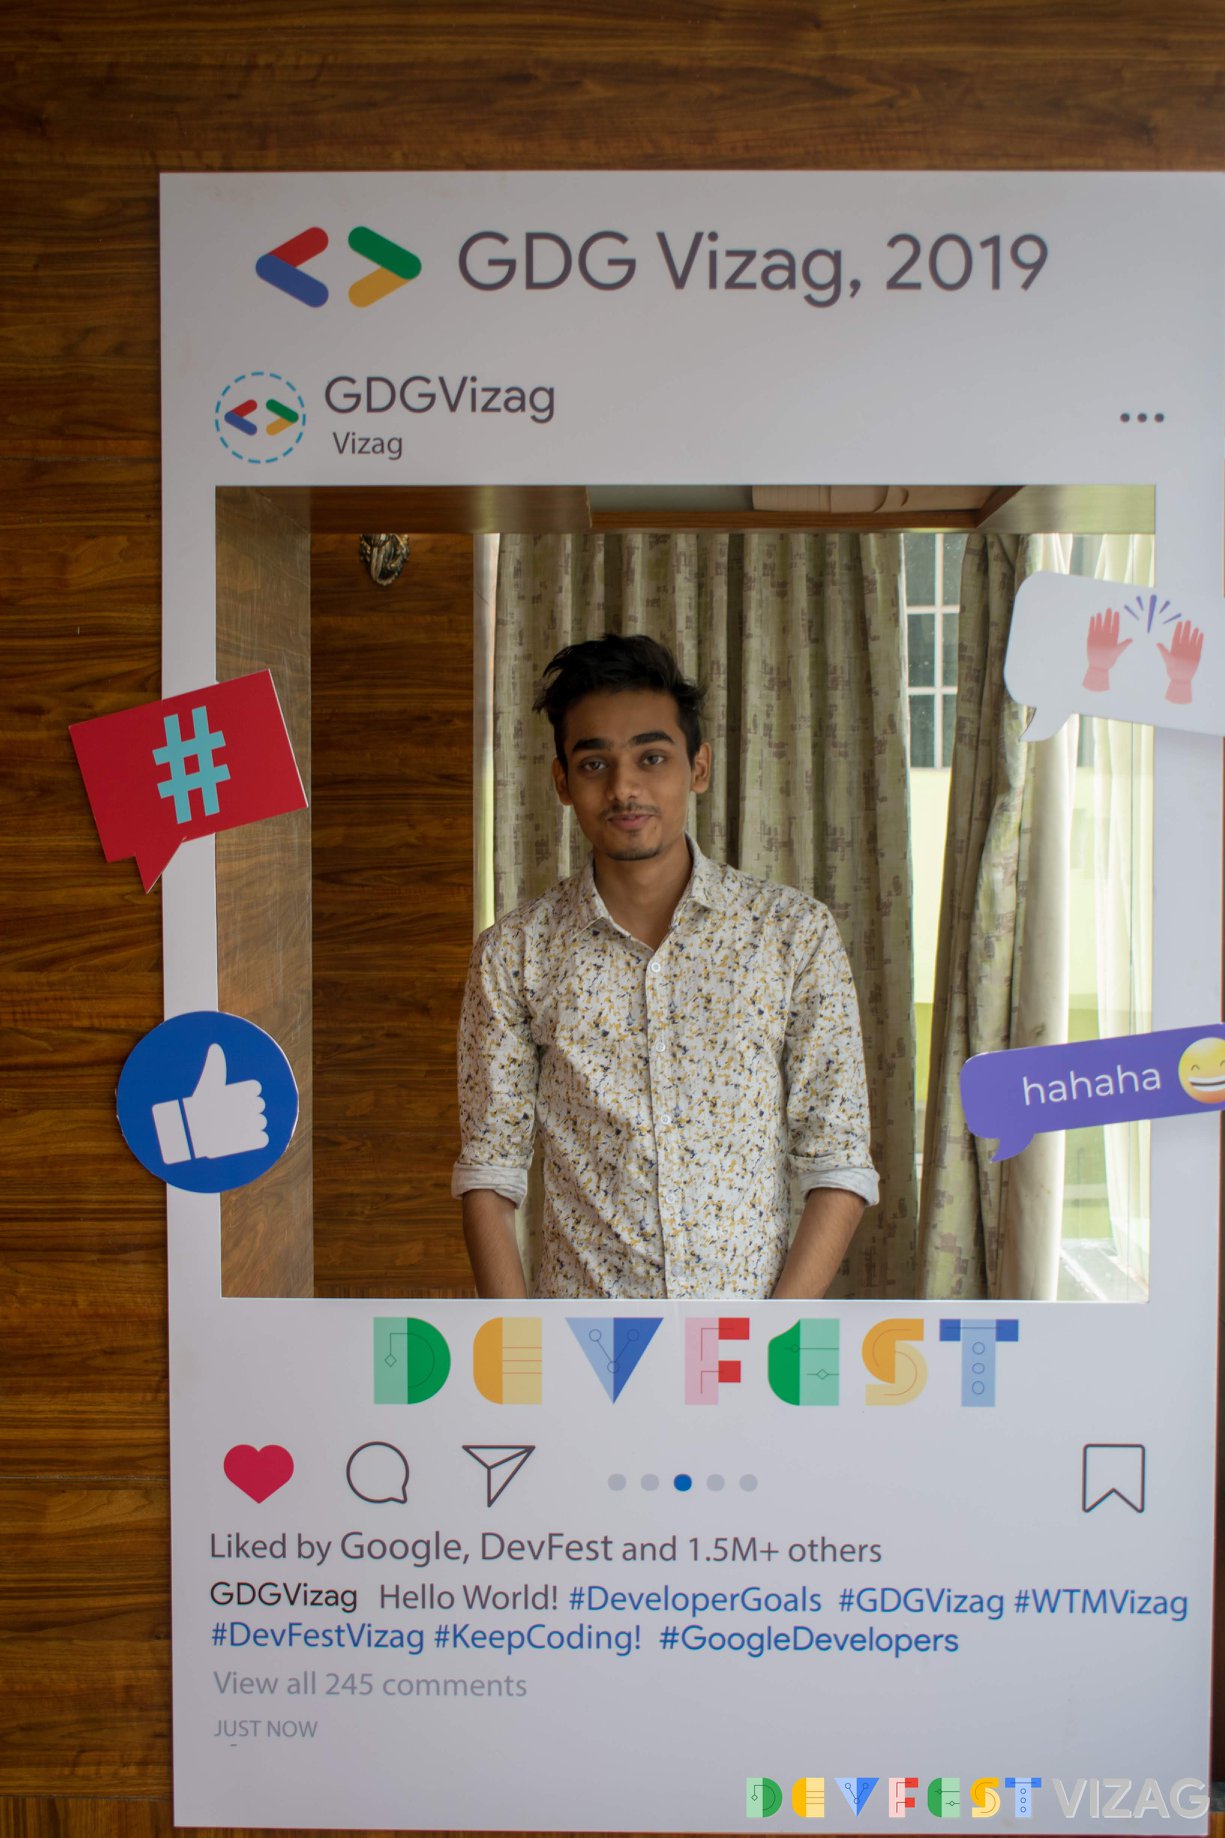 GDG Vizag, 2019
GDGVizag
Vizag
#
hahaha
DEVFEST
Liked by Google, DevFest and 1.5M+ others
GDGVizag Hello World! #DeveloperGoals #GDGVizag #WTMVizag
#DevFestVizag #KeepCoding! #GoogleDevelopers
View all 245 comments
JUST NOW
DEVFEST VIZAG